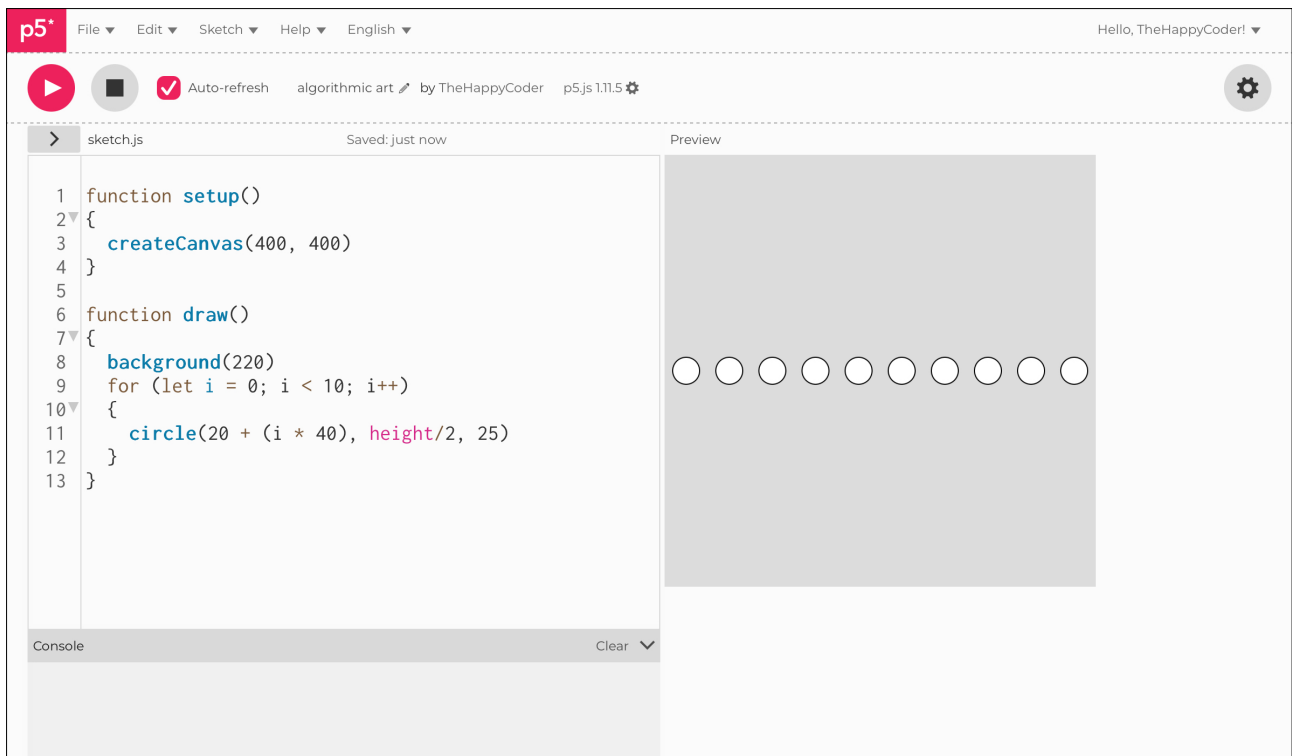 p5* File Edit Sketch Help English Hello, TheHappyCoder!
Auto-refresh algorithmic art by TheHappyCoder p5.js 1.11.5
> sketch.js Saved: just now Preview
1 function setup()
2 {
3   createCanvas(400, 400)
4 }
5
6 function draw()
7 {
8   background(220)
9   for (let i = 0; i < 10; i++)
10   {
11     circle(20 + (i * 40), height/2, 25)
12   }
13 }
Console Clear